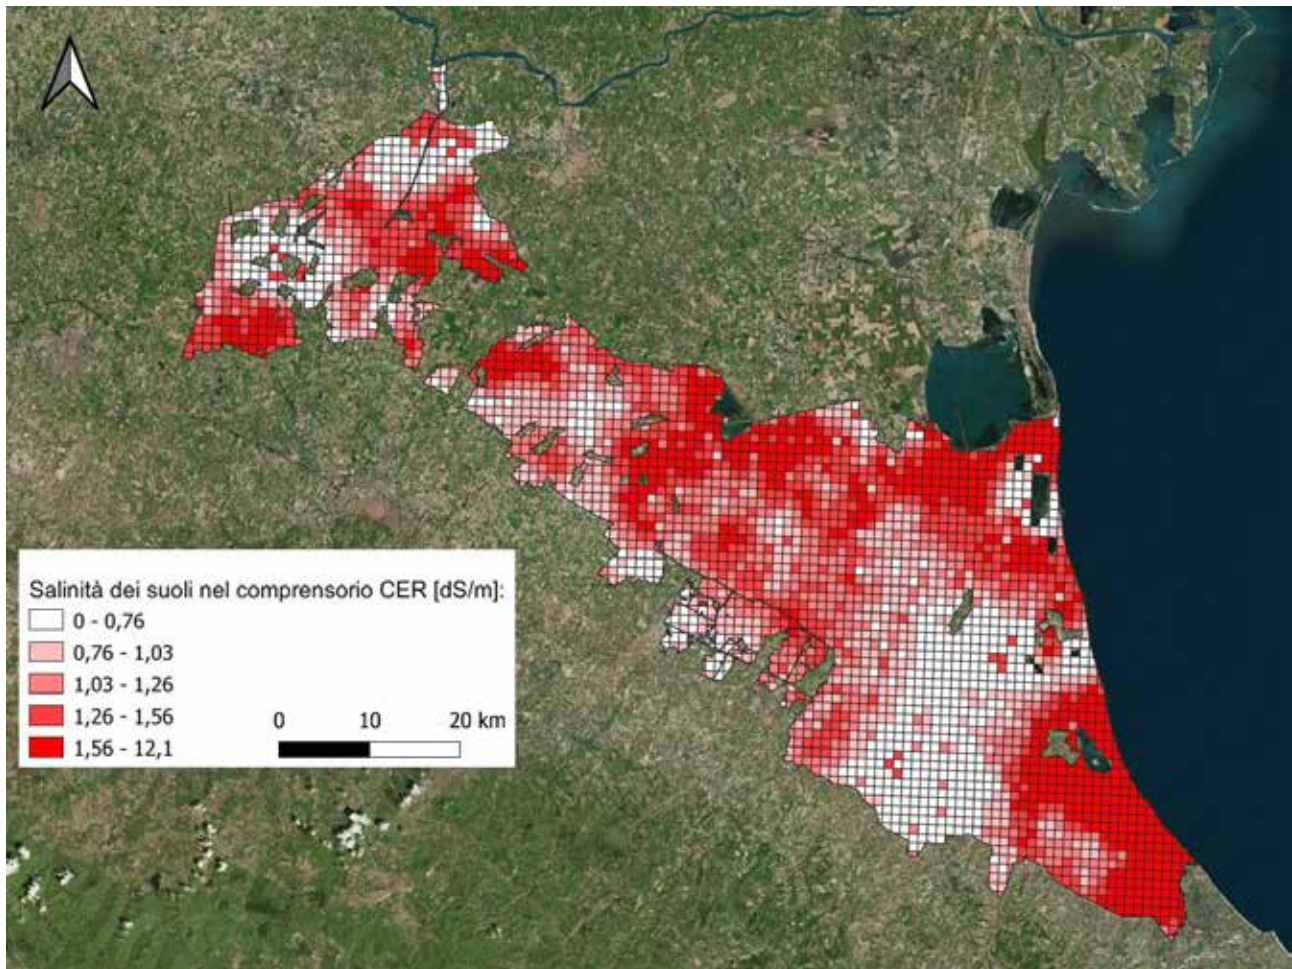 Salinità dei suoli nel comprensorio CER [dS/m]:
0 - 0,76
0,76 - 1,03
1,03 - 1,26
1,26 - 1,56
1,56 - 12,1
0 10 20 km